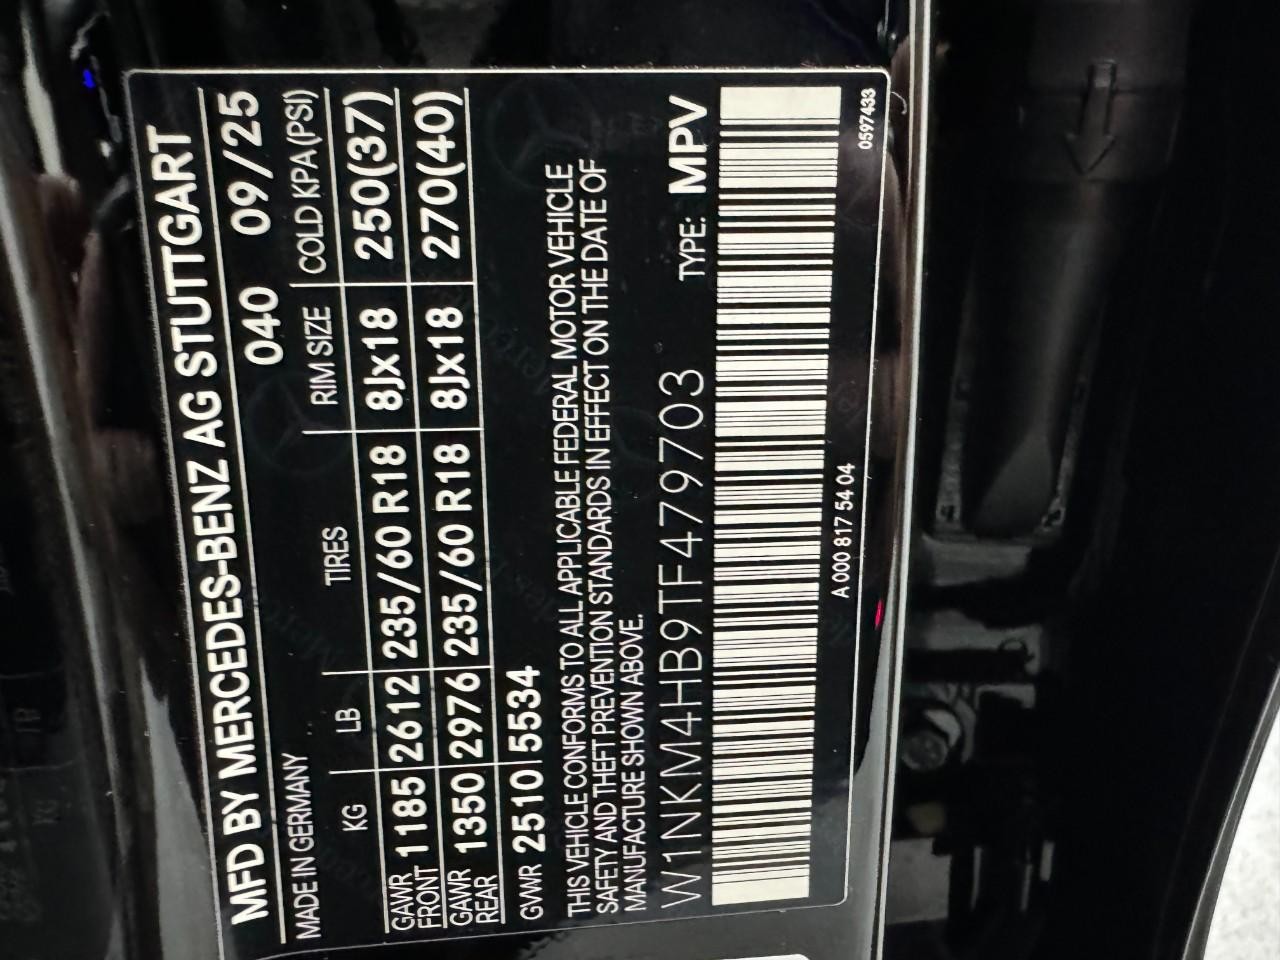 MFD BY MERCEDES-BENZ AG STUTTGART
MADE IN GERMANY 040 09/25
KG LB TIRES RIM SIZE COLD KPA(PSI)
GAWR FRONT 1185 2612 235/60 R18 8Jx18 250(37)
GAWR REAR 1350 2976 235/60 R18 8Jx18 270(40)
GVWR 2510 5534
THIS VEHICLE CONFORMS TO ALL APPLICABLE FEDERAL MOTOR VEHICLE
SAFETY AND THEFT PREVENTION STANDARDS IN EFFECT ON THE DATE OF
MANUFACTURE SHOWN ABOVE.
W1NKM4HB9TF479703 TYPE: MPV
A 000 817 54 04 0597433